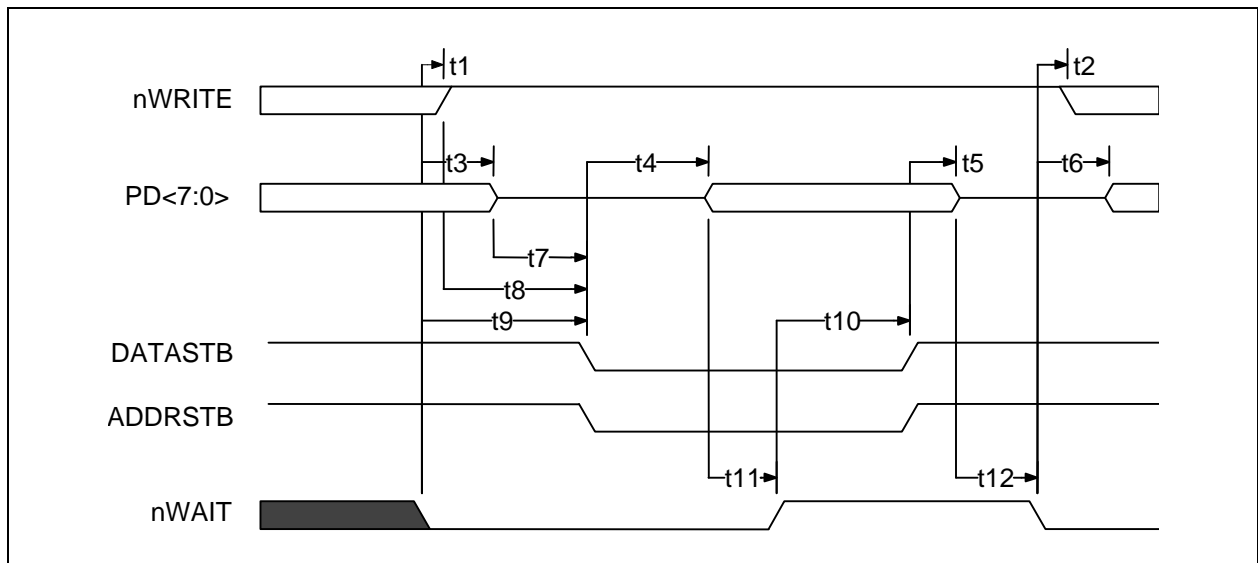 t1 t2
nWRITE
t3 t4 t5 t6
PD<7:0>
t7
t8
t9 t10
DATASTB
ADDRSTB
t11 t12
nWAIT